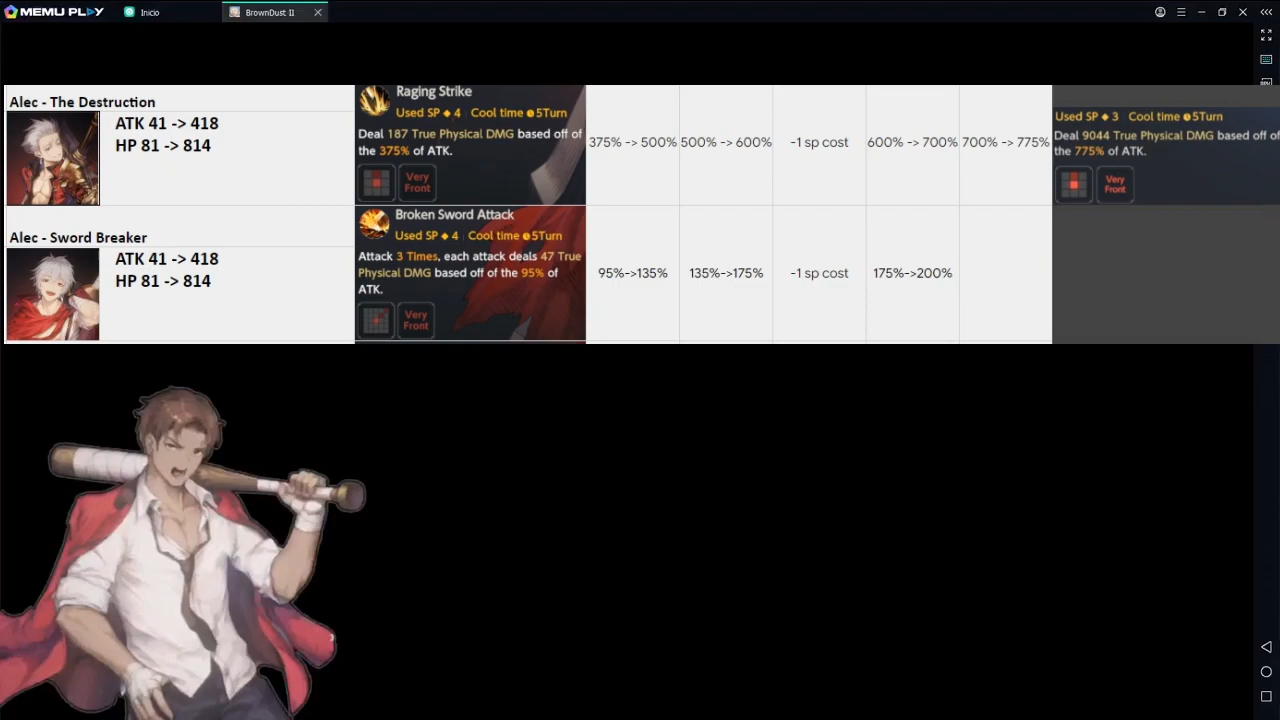 MEMU PLAY
Inicio
BrownDust II
Alec - The Destruction
ATK 41 -> 418
HP 81 -> 814
Raging Strike
Used SP ◆ 4 Cool time 5Turn
Deal 187 True Physical DMG based off of
the 375% of ATK.
Very
Front
375% -> 500%
500% -> 600%
-1 sp cost
600% -> 700%
700% -> 775%
Used SP ◆ 3 Cool time 5Turn
Deal 9044 True Physical DMG based of
the 775% of ATK.
Very
Front
Alec - Sword Breaker
ATK 41 -> 418
HP 81 -> 814
Broken Sword Attack
Used SP ◆ 4 Cool time 5Turn
Attack 3 Times, each attack deals 47 True
Physical DMG based off of the 95% of
ATK.
Very
Front
95%->135%
135%->175%
-1 sp cost
175%->200%